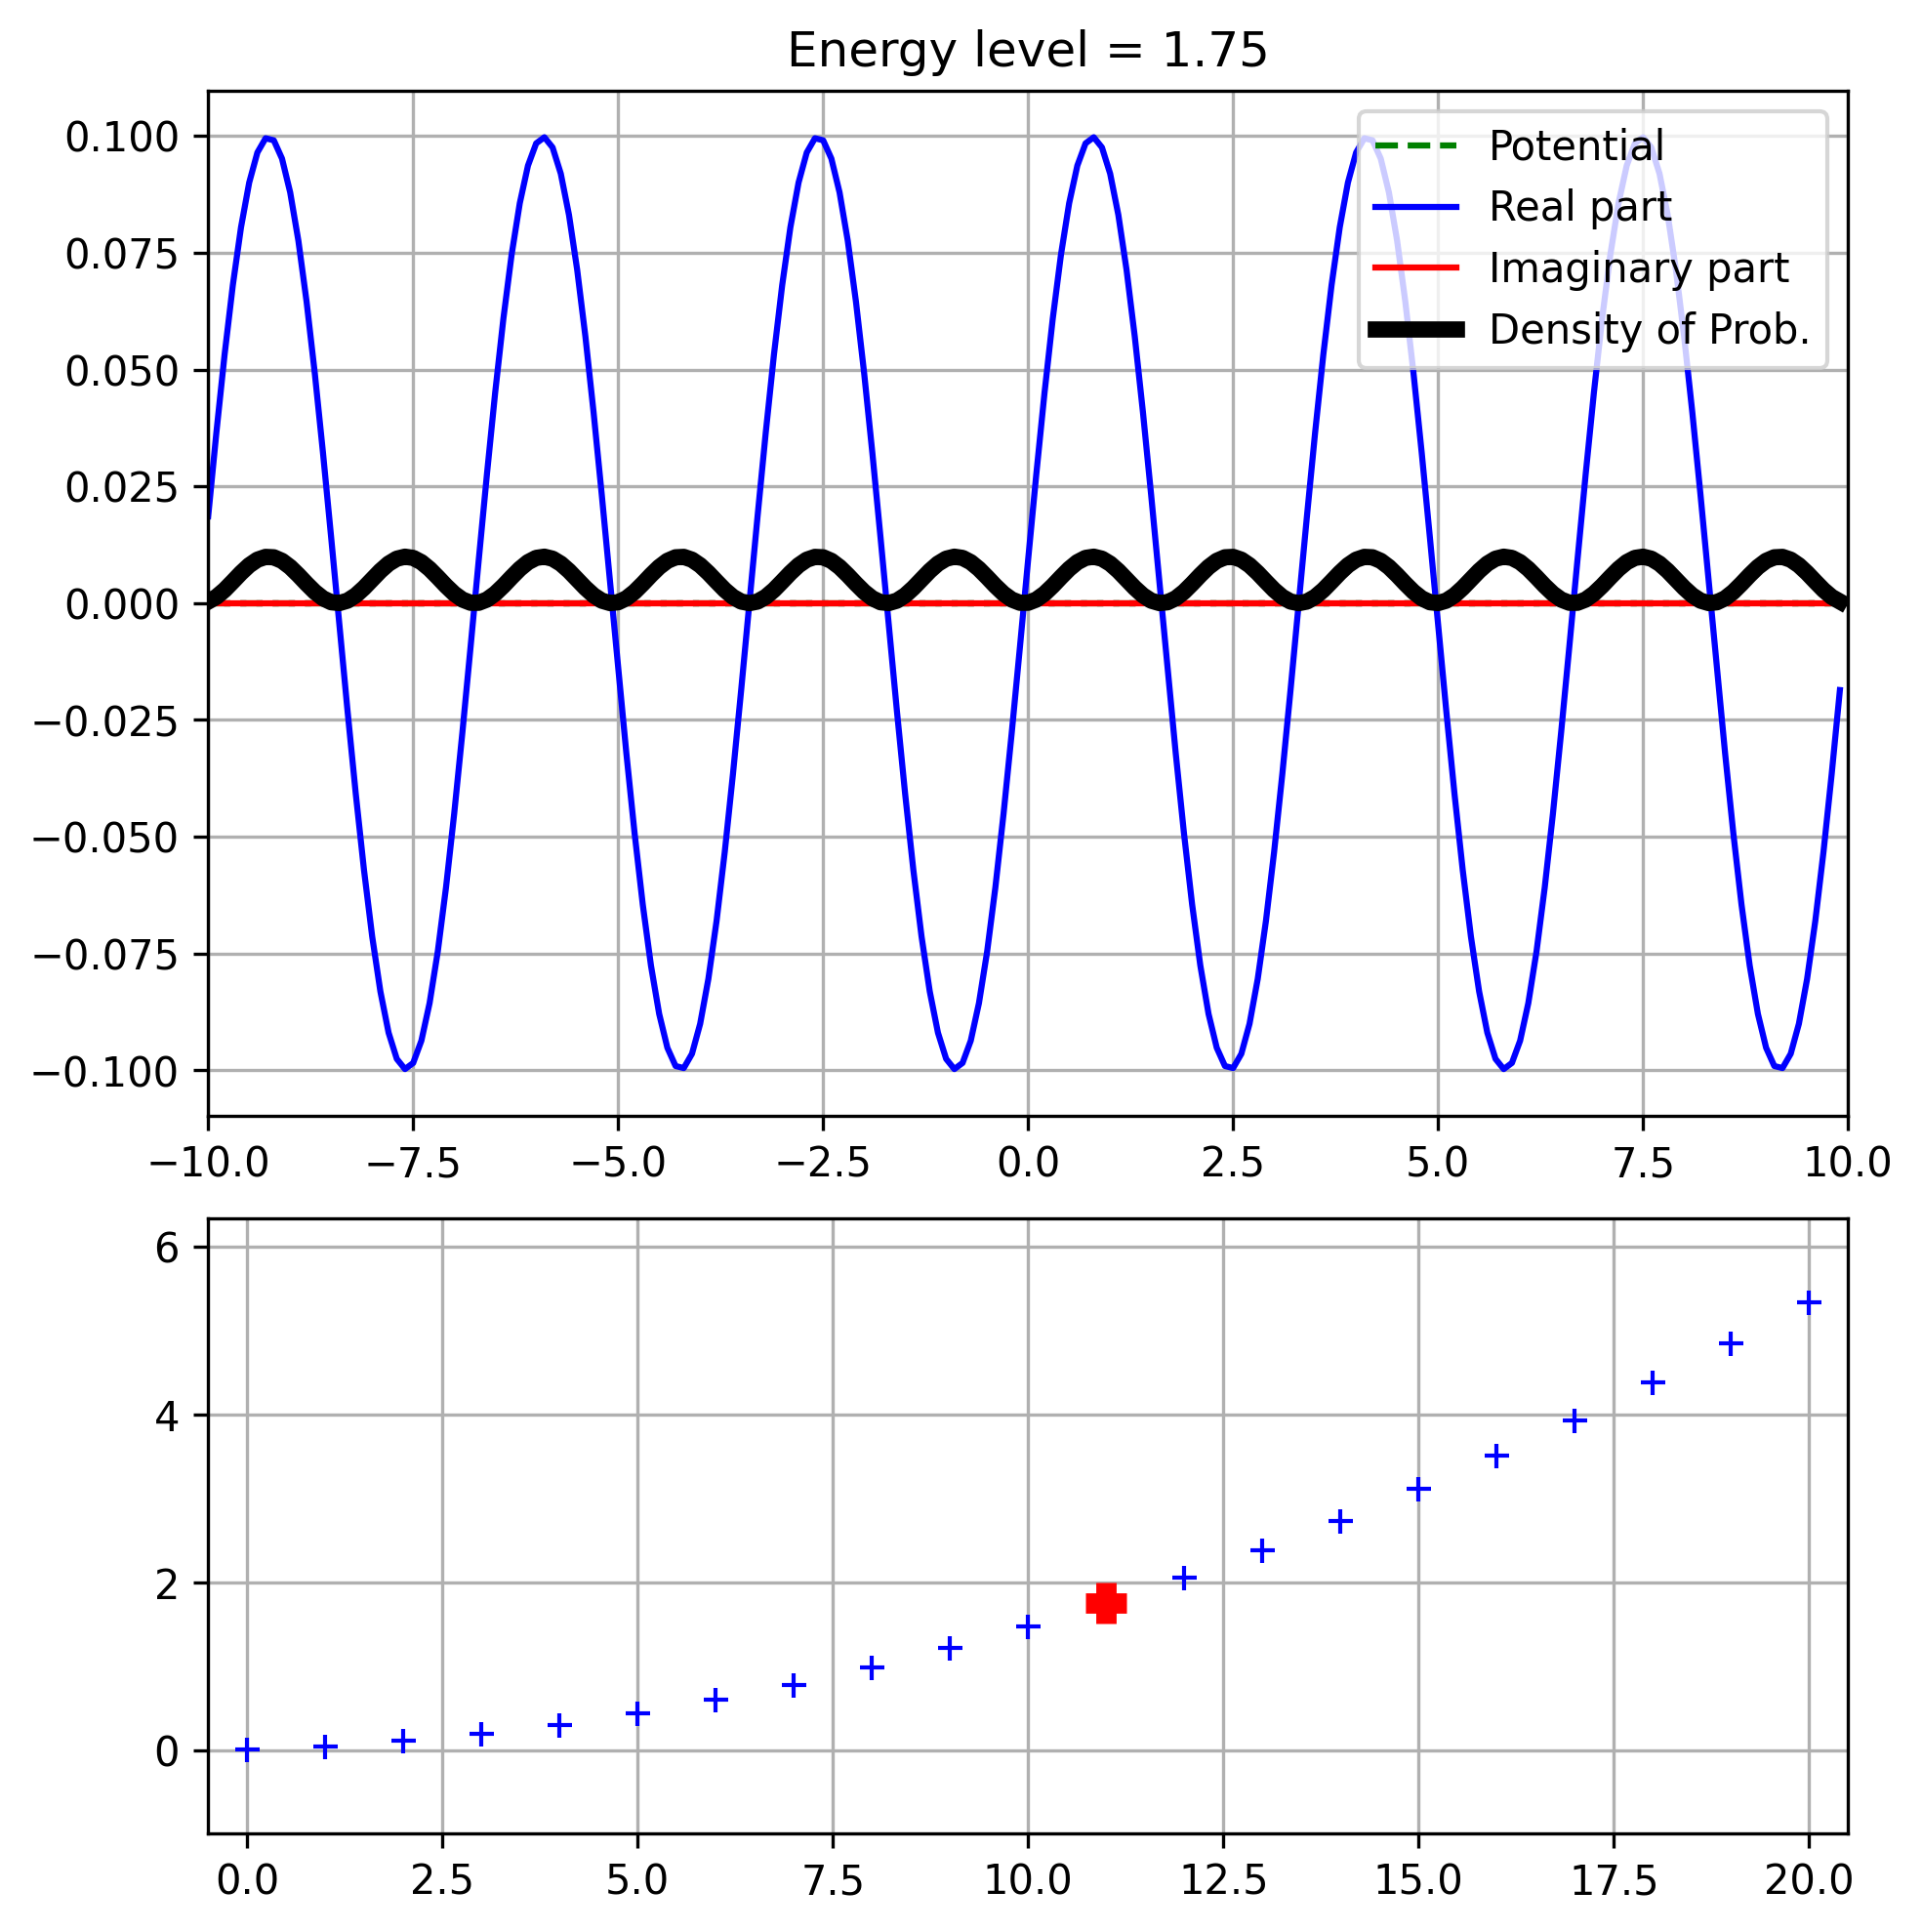 Energy level = 1.75
0.100
0.075
0.050
0.025
0.000
−0.025
−0.050
−0.075
−0.100
Potential
Real part
Imaginary part
Density of Prob.
−10.0 −7.5 −5.0 −2.5 0.0 2.5 5.0 7.5 10.0
6
4
2
0
0.0 2.5 5.0 7.5 10.0 12.5 15.0 17.5 20.0